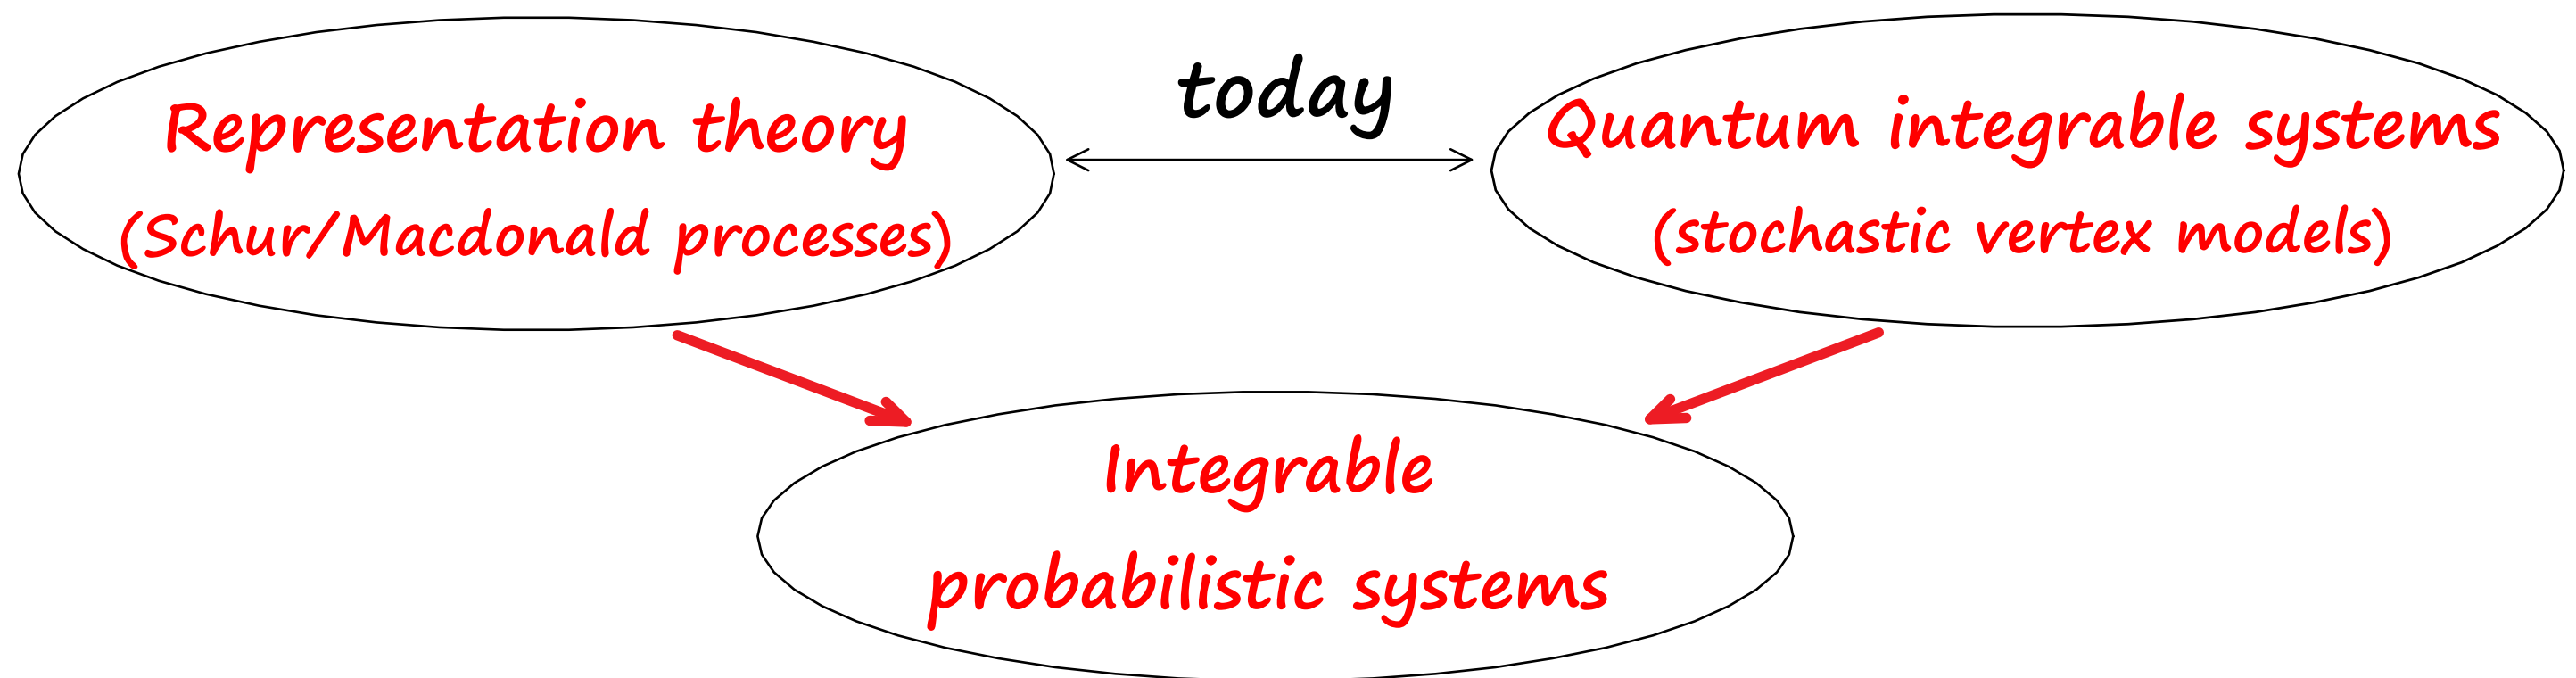 today
Representation theory
(Schur/Macdonald processes)
Quantum integrable systems
(stochastic vertex models)
Integrable
probabilistic systems